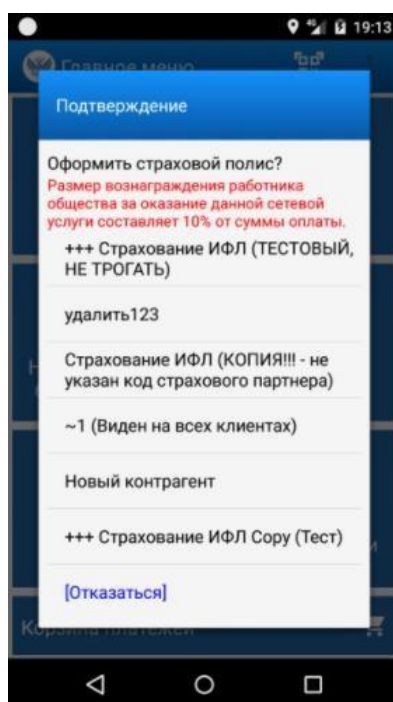 4G 19:13
Главное меню
Подтверждение
Оформить страховой полис?
Размер вознаграждения работника
общества за оказание данной сетевой
услуги составляет 10% от суммы оплаты.
+++ Страхование ИФЛ (ТЕСТОВЫЙ,
НЕ ТРОГАТЬ)
удалить123
Страхование ИФЛ (КОПИЯ!!! - не
указан код страхового партнера)
~1 (Виден на всех клиентах)
Новый контрагент
+++ Страхование ИФЛ Copy (Тест)
[Отказаться]
Корзина платежей